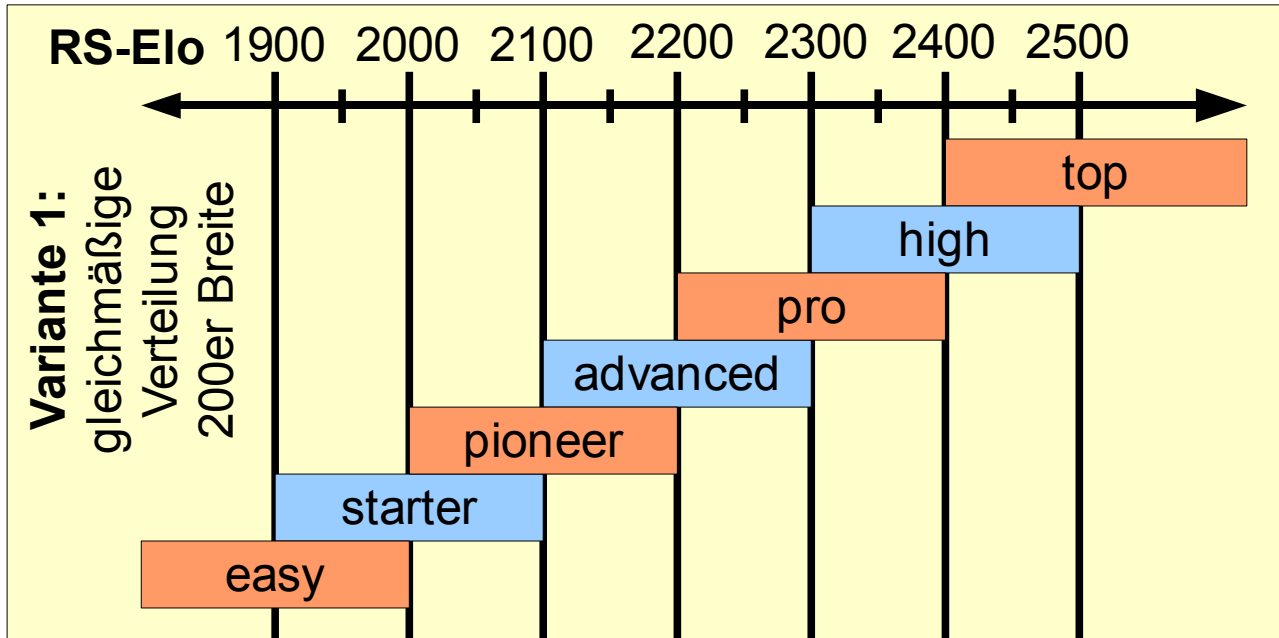 RS-Elo 1900 2000 2100 2200 2300 2400 2500
Variante 1:
gleichmäßige
Verteilung
200er Breite
top
high
pro
advanced
pioneer
starter
easy